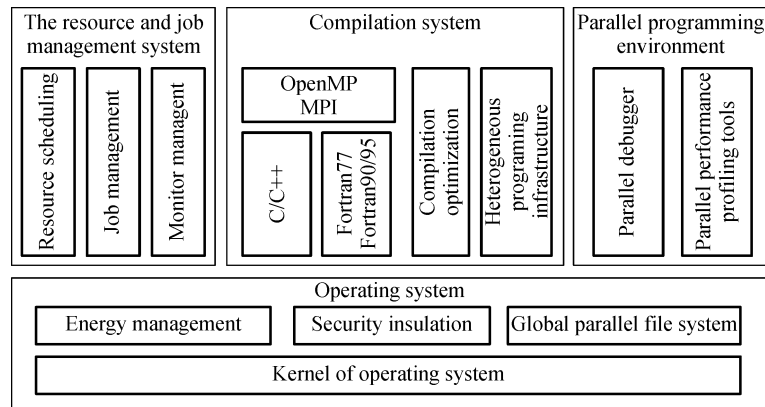 The resource and job
management system
Resource scheduling
Job management
Monitor managent
Compilation system
OpenMP
MPI
C/C++
Fortran77
Fortran90/95
Compilation
optimization
Heterogeneous
programing
infrastructure
Parallel programming
environment
Parallel debugger
Parallel performance
profiling tools
Operating system
Energy management
Security insulation
Global parallel file system
Kernel of operating system